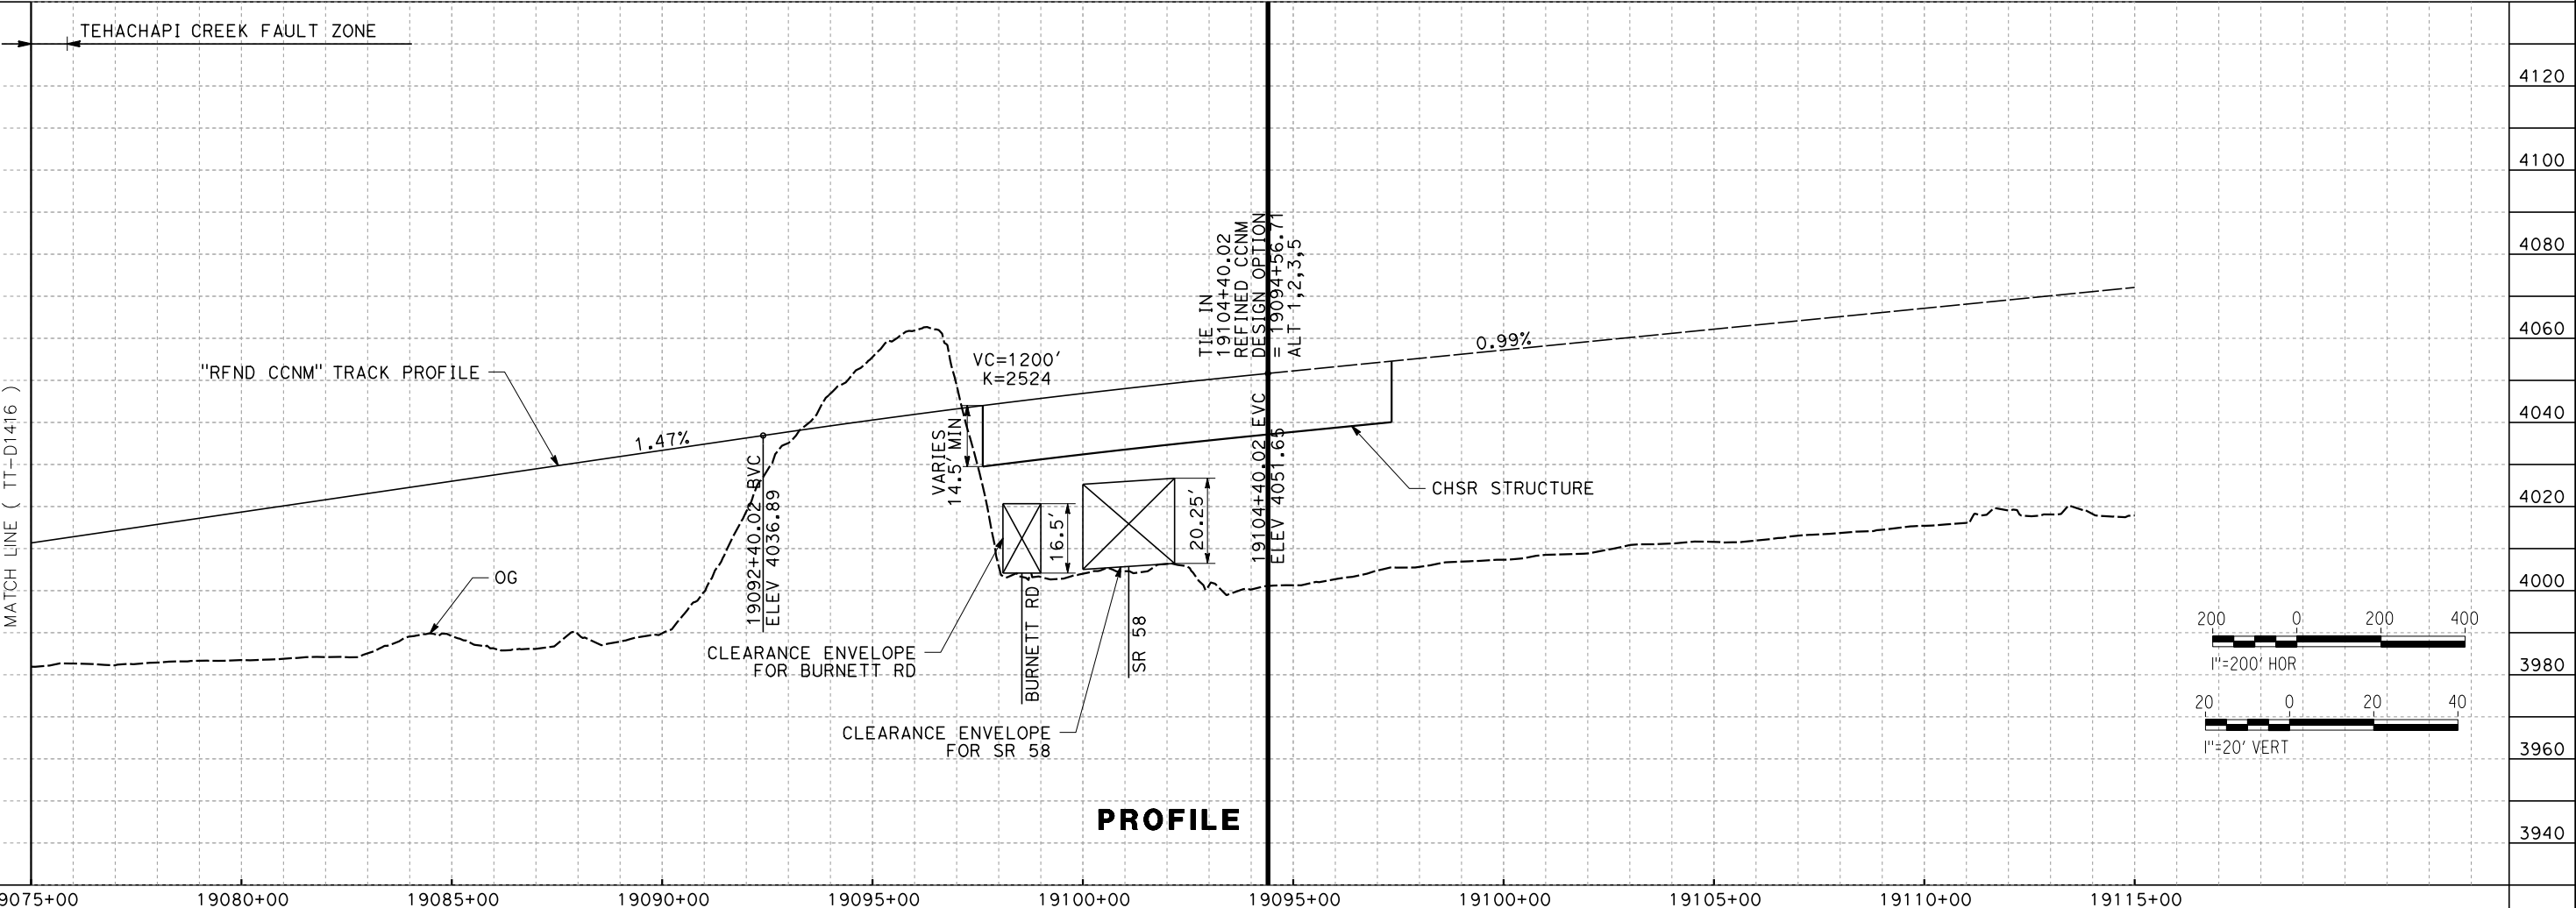 TEHACHAPI CREEK FAULT ZONE
MATCH LINE ( TT-D1416 )
"RFND CCNM" TRACK PROFILE
OG
1.47%
19092+40.02 BVC
ELEV 4036.89
VARIES
14.5' MIN
VC=1200'
K=2524
TIE IN
19104+40.02
REFINED CCNM
DESIGN OPTION
= 19094+56.71
ALT 1,2,3,5
19104+40.02 EVC
ELEV 4051.65
0.99%
CHSR STRUCTURE
16.5'
20.25'
CLEARANCE ENVELOPE
FOR BURNETT RD
BURNETT RD
SR 58
CLEARANCE ENVELOPE
FOR SR 58
PROFILE
200 0 200 400
1"=200' HOR
20 0 20 40
1"=20' VERT
4120
4100
4080
4060
4040
4020
4000
3980
3960
3940
9075+00 19080+00 19085+00 19090+00 19095+00 19100+00 19095+00 19100+00 19105+00 19110+00 19115+00